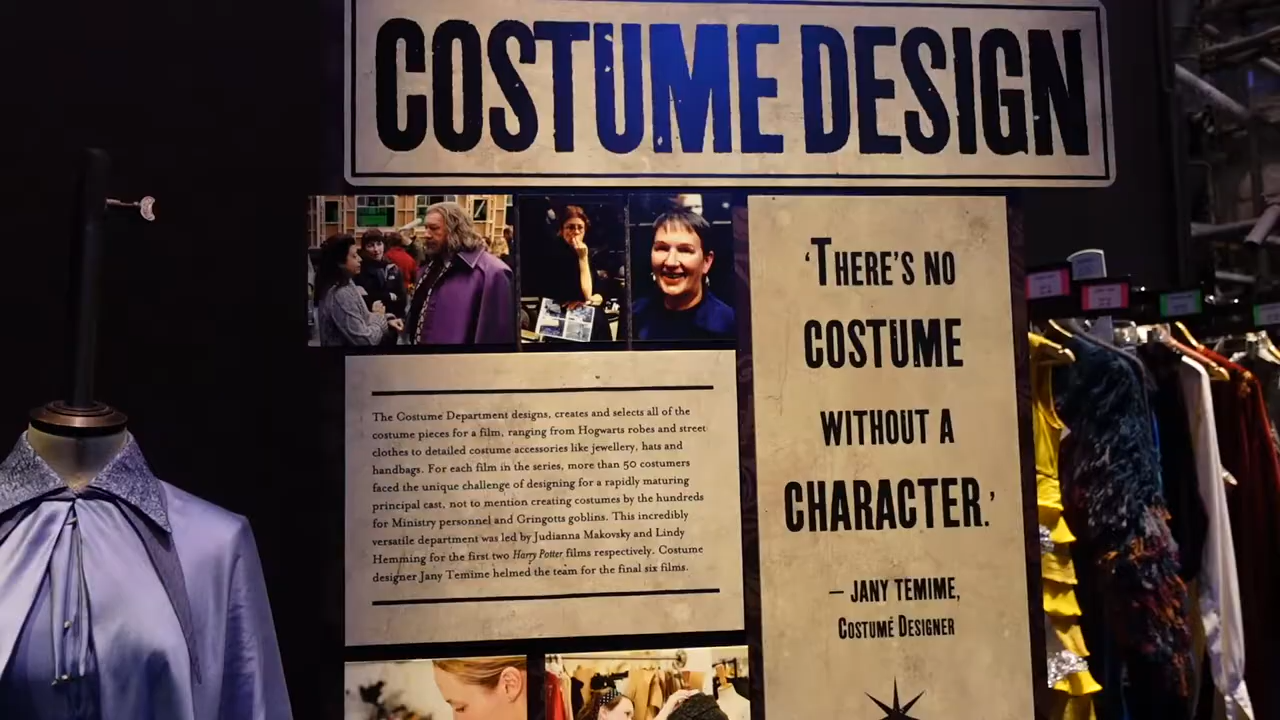 COSTUME DESIGN
The Costume Department designs, creates and selects all of the
costume pieces for a film, ranging from Hogwarts robes and street
clothes to detailed costume accessories like jewellery, hats and
handbags. For each film in the series, more than 50 costumers
faced the unique challenge of designing for a rapidly maturing
principal cast, not to mention creating costumes by the hundreds
for Ministry personnel and Gringotts goblins. This incredibly
versatile department was led by Judianna Makovsky and Lindy
Hemming for the first two Harry Potter films respectively. Costume
designer Jany Temime helmed the team for the final six films.
‘THERE’S NO
COSTUME
WITHOUT A
CHARACTER.’
– JANY TEMIME,
COSTUME DESIGNER